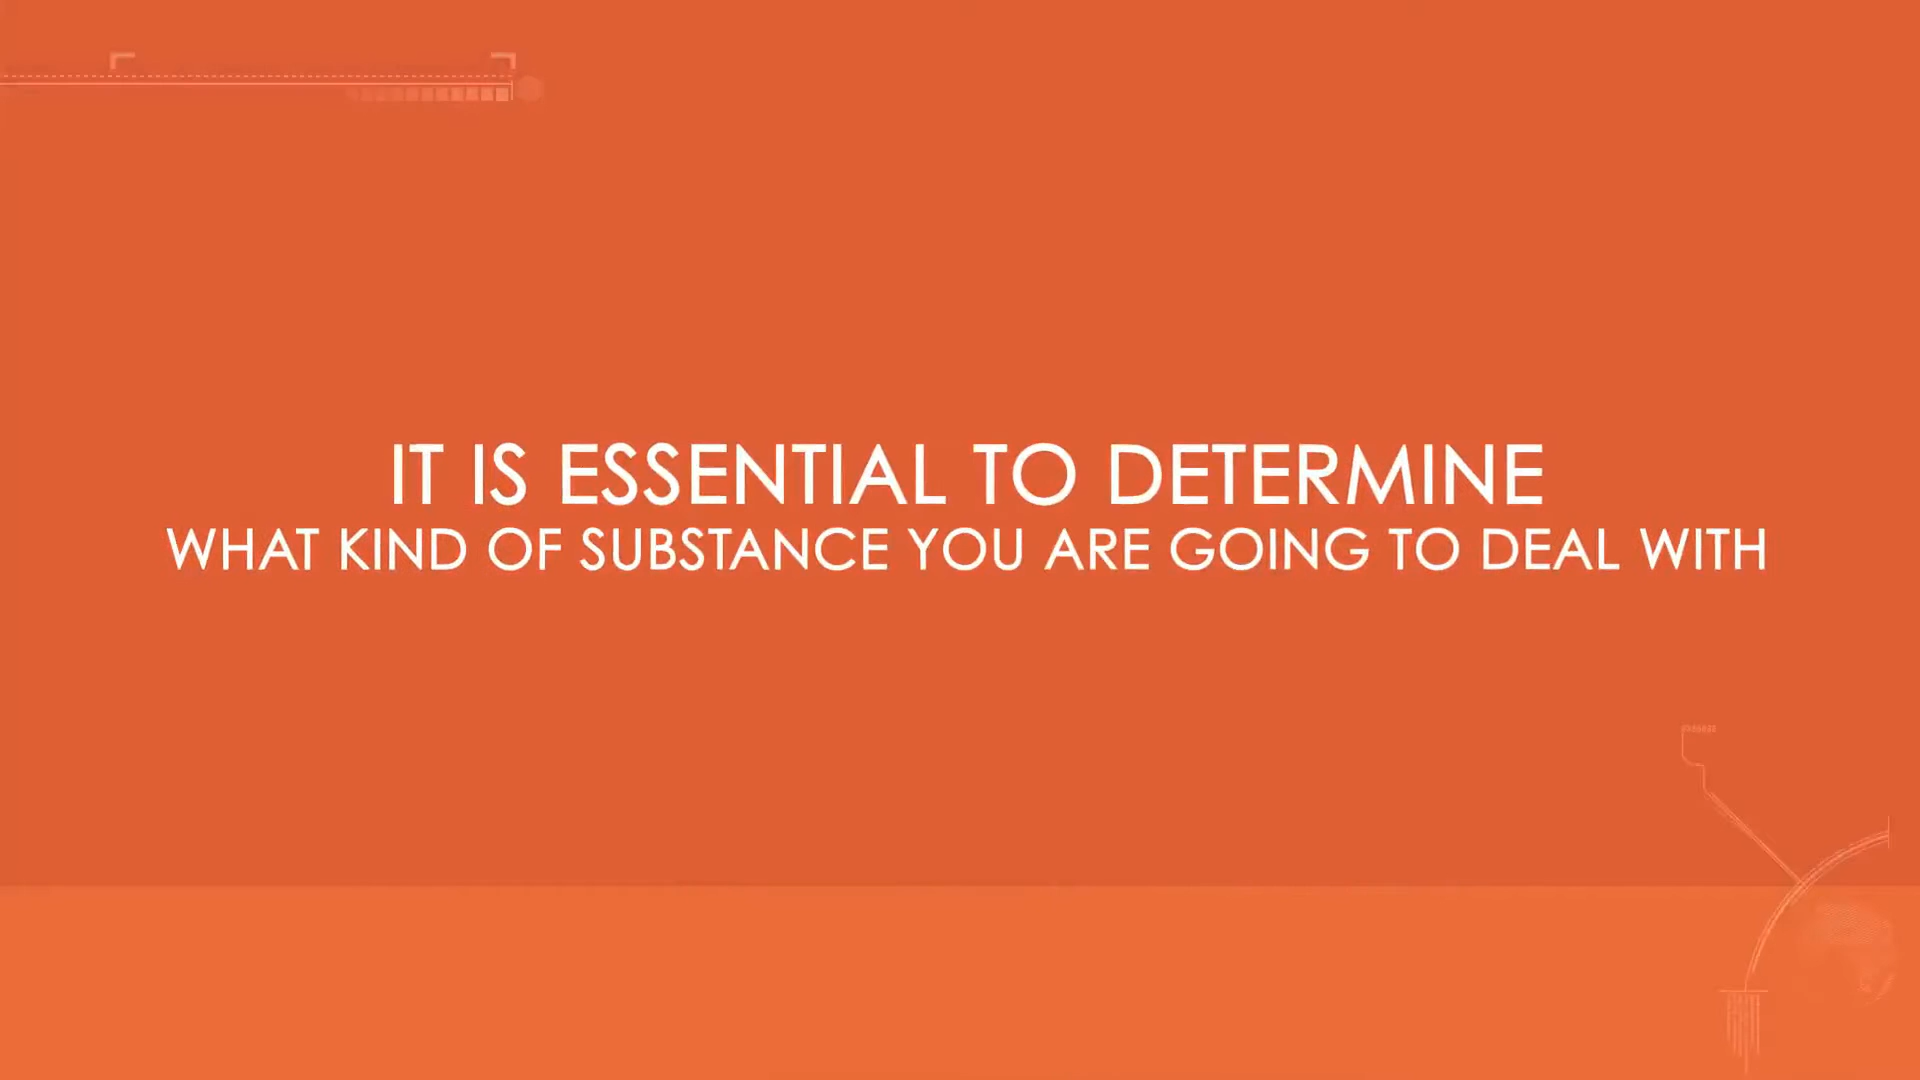 IT IS ESSENTIAL TO DETERMINE
WHAT KIND OF SUBSTANCE YOU ARE GOING TO DEAL WITH